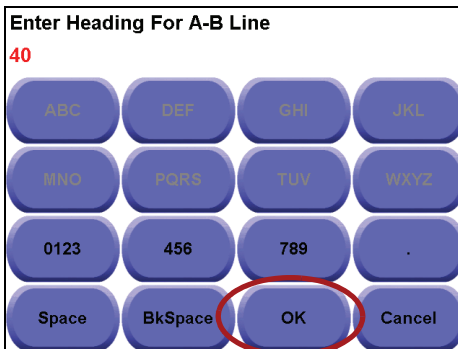 Enter Heading For A-B Line
40
ABC DEF GHI JKL
MNO PQRS TUV WXYZ
0123 456 789 .
Space BkSpace OK Cancel